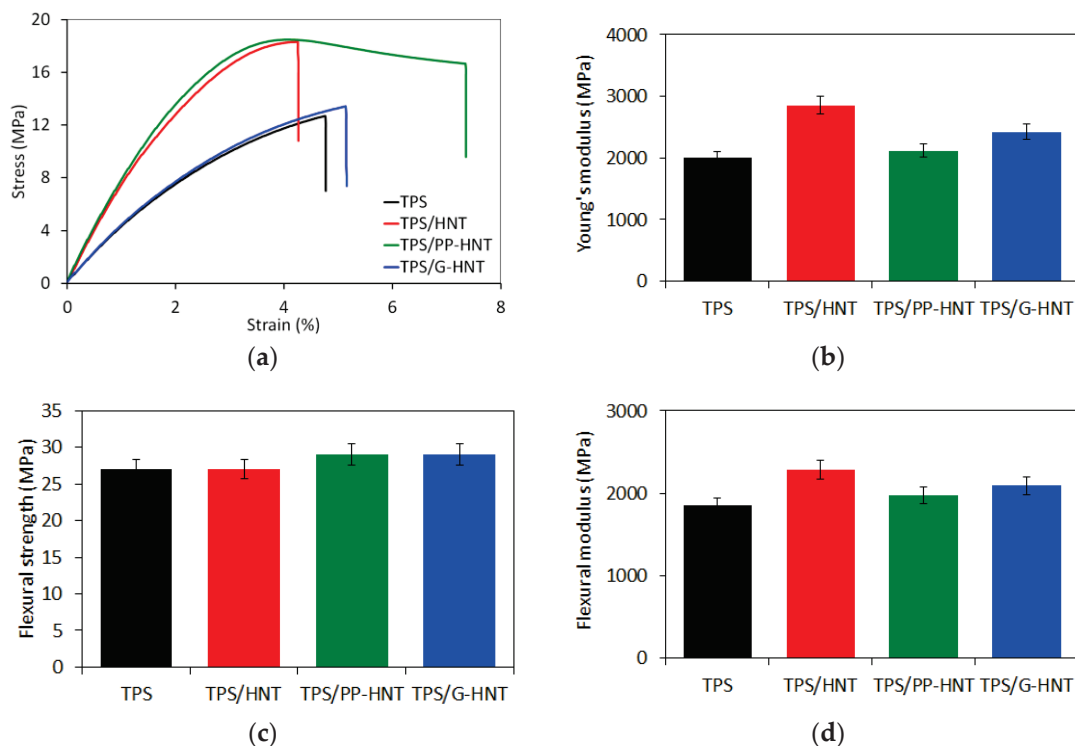 20
16
12
8
4
0
Stress (MPa)
TPS
TPS/HNT
TPS/PP-HNT
TPS/G-HNT
0 2 4 6 8
Strain (%)
(a)
4000
3000
2000
1000
0
Young's modulus (MPa)
TPS TPS/HNT TPS/PP-HNT TPS/G-HNT
(b)
35
30
25
20
15
10
5
0
Flexural strength (MPa)
TPS TPS/HNT TPS/PP-HNT TPS/G-HNT
(c)
3000
2000
1000
0
Flexural modulus (MPa)
TPS TPS/HNT TPS/PP-HNT TPS/G-HNT
(d)